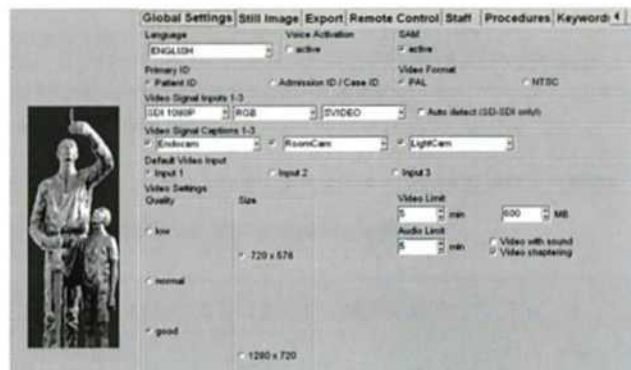 Global Settings Still Image Export Remote Control Staff Procedures Keyword
Language Voice Activation SAM
ENGLISH active active
Primary ID Video Format
Patient ID Admission ID / Case ID PAL NTSC
Video Signal Inputs 1-3
SDI 1080P RGB SVIDEO Auto detect (SD-SDI only)
Video Signal Captions 1-3
Endocam RoomCam LightCam
Default Video Input
Input 1 Input 2 Input 3
Video Settings
Quality Size Video Limit
5 min 600 MB
low Audio Limit
5 min Video with sound
720 x 576 Video chaptering
normal
good
1280 x 720